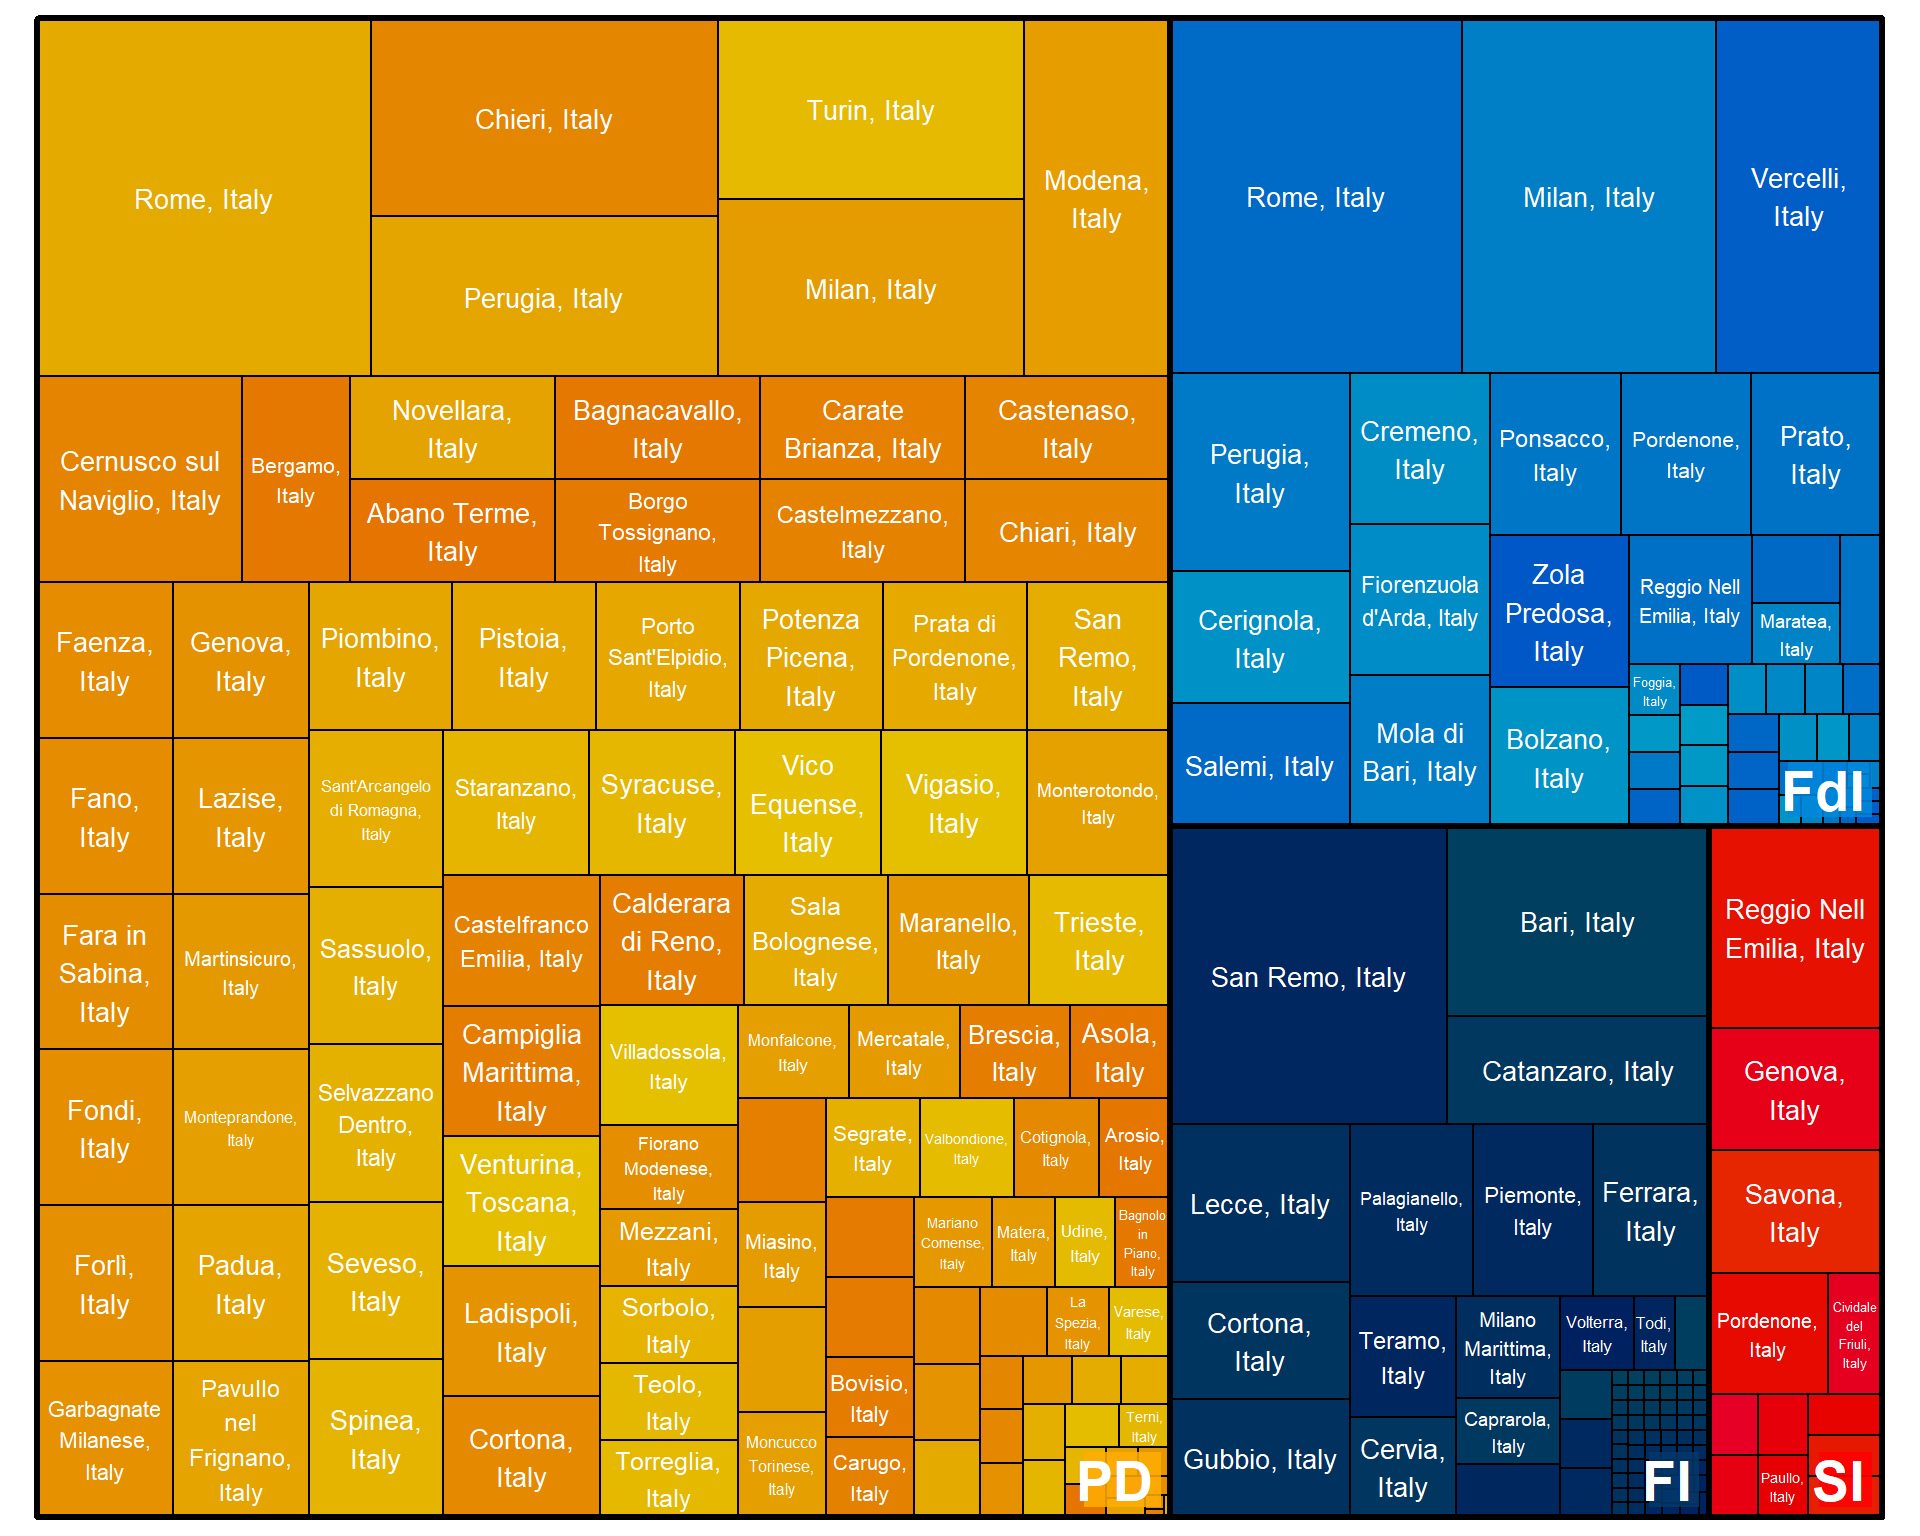 Rome, Italy
Chieri, Italy
Perugia, Italy
Turin, Italy
Milan, Italy
Modena,
Italy
Cernusco sul
Naviglio, Italy
Bergamo,
Italy
Novellara,
Italy
Abano Terme,
Italy
Bagnacavallo,
Italy
Borgo
Tossignano,
Italy
Carate
Brianza, Italy
Castelmezzano,
Italy
Castenaso,
Italy
Chiari, Italy
Faenza,
Italy
Genova,
Italy
Piombino,
Italy
Pistoia,
Italy
Porto
Sant'Elpidio,
Italy
Potenza
Picena,
Italy
Prata di
Pordenone,
Italy
San
Remo,
Italy
Fano,
Italy
Lazise,
Italy
Sant'Arcangelo
di Romagna,
Italy
Staranzano,
Italy
Syracuse,
Italy
Vico
Equense,
Italy
Vigasio,
Italy
Monterotondo,
Italy
Fara in
Sabina,
Italy
Martinsicuro,
Italy
Sassuolo,
Italy
Castelfranco
Emilia, Italy
Calderara
di Reno,
Italy
Sala
Bolognese,
Italy
Maranello,
Italy
Trieste,
Italy
Fondi,
Italy
Monteprandone,
Italy
Selvazzano
Dentro,
Italy
Campiglia
Marittima,
Italy
Villadossola,
Italy
Monfalcone,
Italy
Mercatale,
Italy
Brescia,
Italy
Asola,
Italy
Venturina,
Toscana,
Italy
Fiorano
Modenese,
Italy
Segrate,
Italy
Valbondione,
Italy
Cotignola,
Italy
Arosio,
Italy
Forlì,
Italy
Padua,
Italy
Seveso,
Italy
Ladispoli,
Italy
Mezzani,
Italy
Miasino,
Italy
Mariano
Comense,
Italy
Matera,
Italy
Udine,
Italy
Bagnolo
in
Piano,
Italy
Sorbolo,
Italy
La
Spezia,
Italy
Varese,
Italy
Garbagnate
Milanese,
Italy
Pavullo
nel
Frignano,
Italy
Spinea,
Italy
Cortona,
Italy
Teolo,
Italy
Torreglia,
Italy
Moncucco
Torinese,
Italy
Bovisio,
Italy
Carugo,
Italy
Terni,
Italy
PD
Rome, Italy
Milan, Italy
Vercelli,
Italy
Perugia,
Italy
Cremeno,
Italy
Ponsacco,
Italy
Pordenone,
Italy
Prato,
Italy
Cerignola,
Italy
Fiorenzuola
d'Arda, Italy
Zola
Predosa,
Italy
Reggio Nell
Emilia, Italy
Maratea,
Italy
Salemi, Italy
Mola di
Bari, Italy
Bolzano,
Italy
Foggia,
Italy
FdI
San Remo, Italy
Bari, Italy
Catanzaro, Italy
Lecce, Italy
Palagianello,
Italy
Piemonte,
Italy
Ferrara,
Italy
Cortona,
Italy
Teramo,
Italy
Milano
Marittima,
Italy
Volterra,
Italy
Todi,
Italy
Gubbio, Italy
Cervia,
Italy
Caprarola,
Italy
FI
Reggio Nell
Emilia, Italy
Genova,
Italy
Savona,
Italy
Pordenone,
Italy
Cividale
del
Friuli,
Italy
Paullo,
Italy
SI